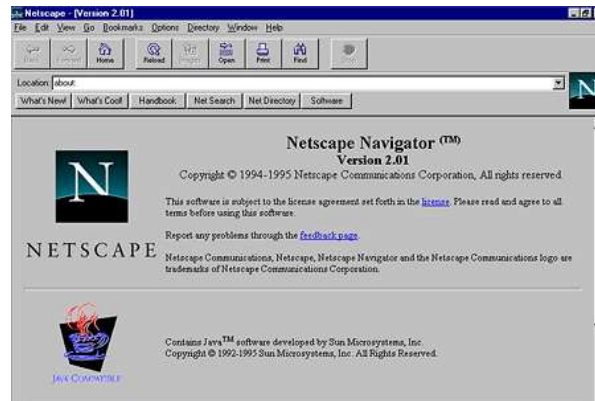 Netscape - [Version 2.01]
File Edit View Go Bookmarks Options Directory Window Help
Back Forward Home Reload Images Open Print Find Stop
Location: about:
What's New! What's Cool! Handbook Net Search Net Directory Software
N
Netscape Navigator (TM)
Version 2.01
Copyright © 1994-1995 Netscape Communications Corporation, All rights reserved.
N
NETSCAPE
This software is subject to the license agreement set forth in the license. Please read and agree to all
terms before using this software.
Report any problems through the feedback page.
Netscape Communications, Netscape, Netscape Navigator and the Netscape Communications logo are
trademarks of Netscape Communications Corporation.
JAVA COMPATIBLE
Contains Java™ software developed by Sun Microsystems, Inc.
Copyright © 1992-1995 Sun Microsystems, Inc. All Rights Reserved.